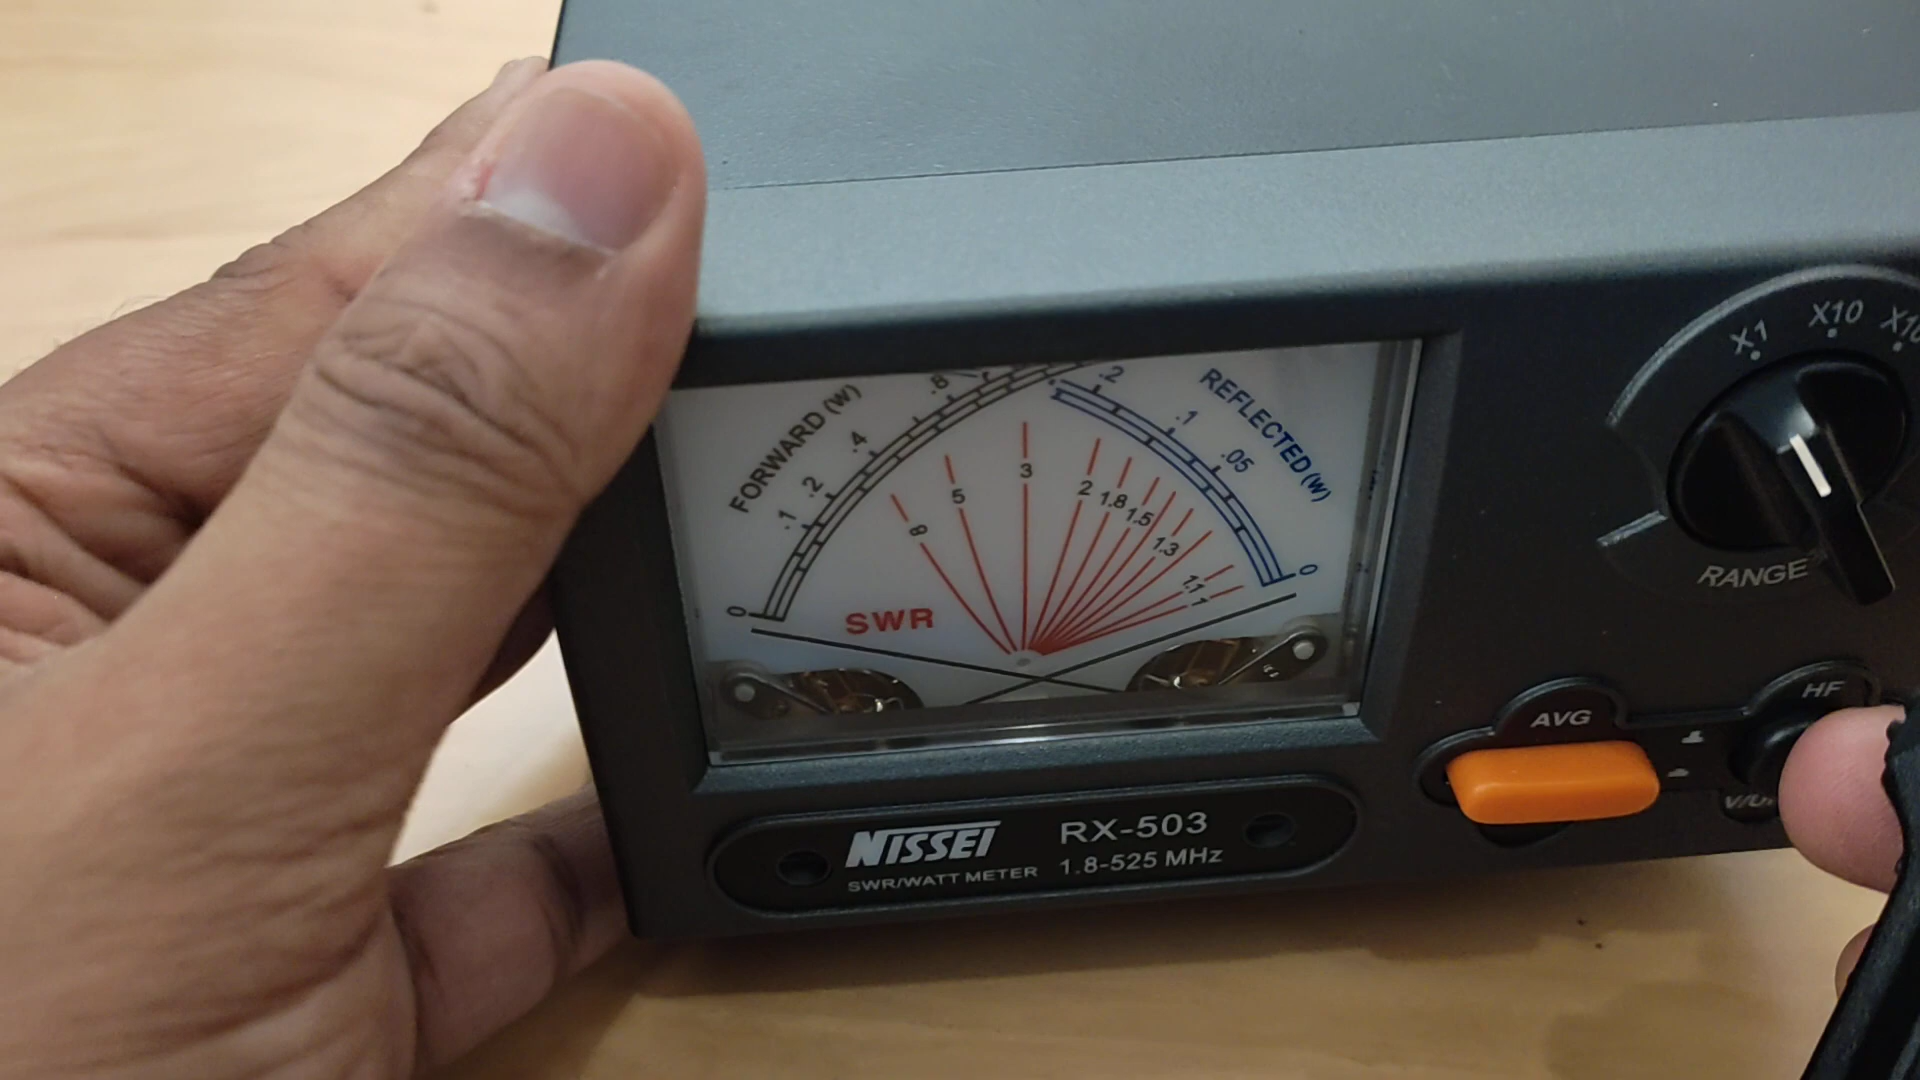 X1 X10
FORWARD (W)
0 .1 .2 .4 .8
.2 .1 .05 0
REFLECTED (W)
8 5 3 2 1.8 1.5 1.3 1.1 1
SWR
RANGE
AVG
HF
NISSEI
SWR/WATT METER
RX-503
1.8-525 MHz